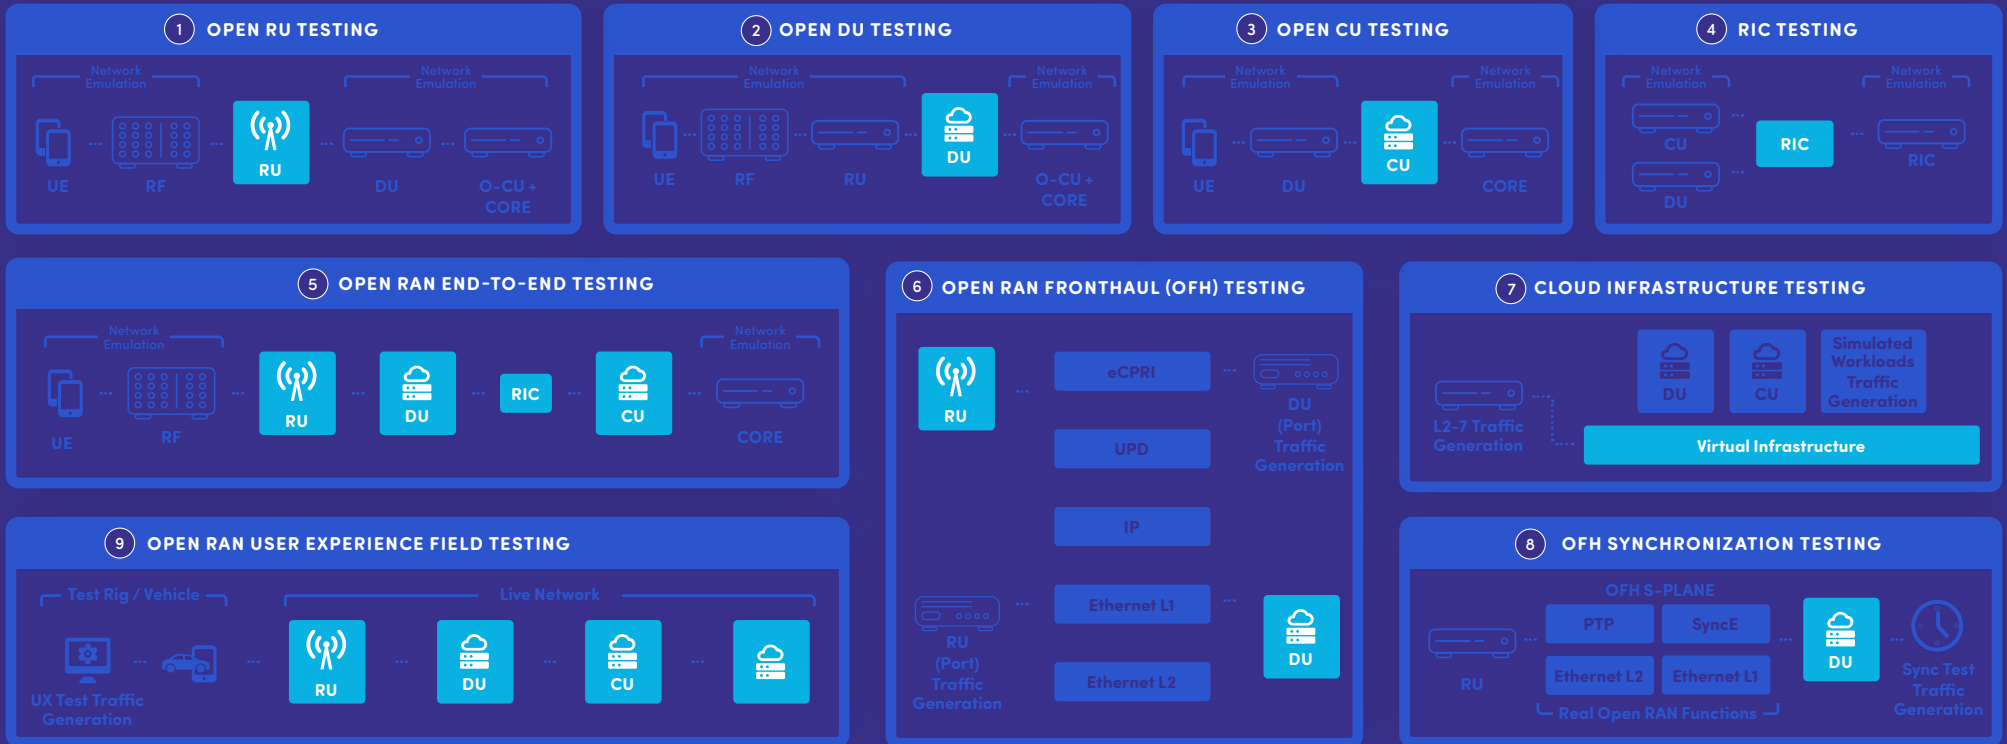 1 OPEN RU TESTING
Network
Emulation
Network
Emulation
UE
RF
RU
DU
O-CU +
CORE
2 OPEN DU TESTING
Network
Emulation
Network
Emulation
UE
RF
RU
DU
O-CU +
CORE
3 OPEN CU TESTING
Network
Emulation
Network
Emulation
UE
DU
CU
CORE
4 RIC TESTING
Network
Emulation
Network
Emulation
CU
DU
RIC
RIC
5 OPEN RAN END-TO-END TESTING
Network
Emulation
Network
Emulation
UE
RF
RU
DU
RIC
CU
CORE
6 OPEN RAN FRONTHAUL (OFH) TESTING
RU
eCPRI
DU
(Port)
Traffic
Generation
UPD
IP
Ethernet L1
RU
(Port)
Traffic
Generation
Ethernet L2
DU
7 CLOUD INFRASTRUCTURE TESTING
L2-7 Traffic
Generation
DU
CU
Simulated
Workloads
Traffic
Generation
Virtual Infrastructure
9 OPEN RAN USER EXPERIENCE FIELD TESTING
Test Rig / Vehicle
Live Network
UX Test Traffic
Generation
RU
DU
CU
8 OFH SYNCHRONIZATION TESTING
OFH S-PLANE
RU
PTP
SyncE
Ethernet L2
Ethernet L1
Real Open RAN Functions
DU
Sync Test
Traffic
Generation